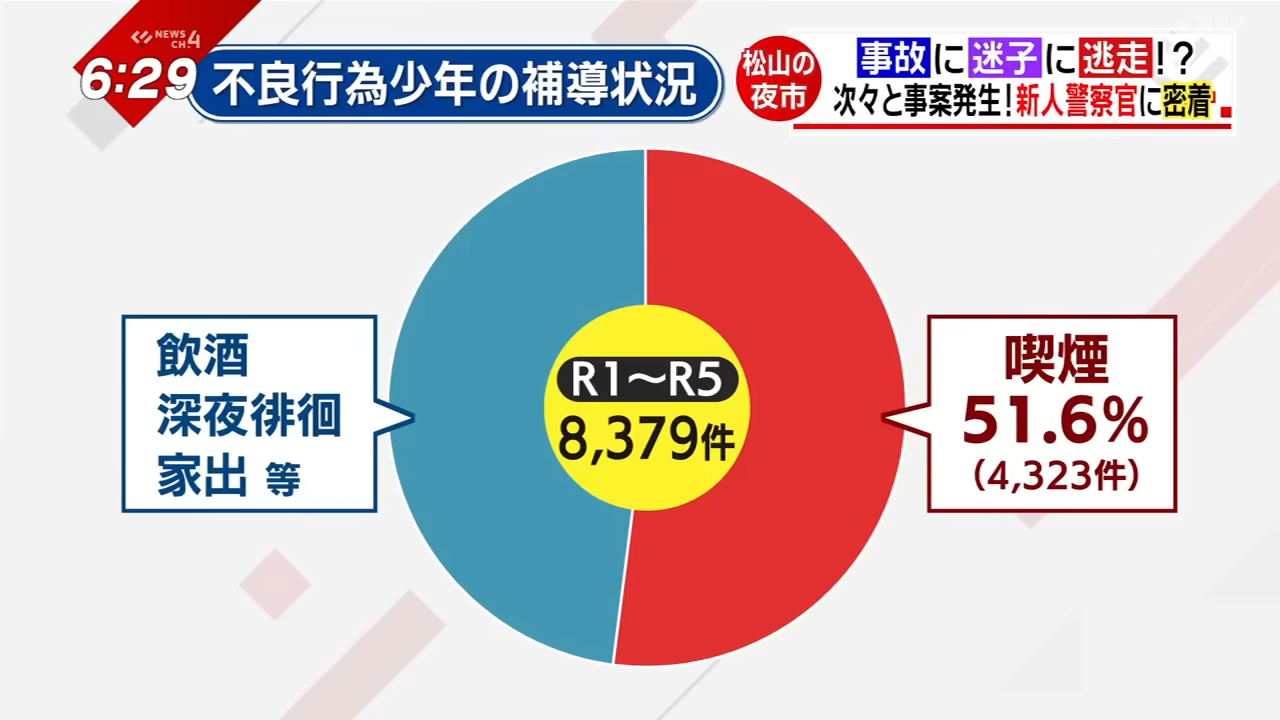 NEWS
CH.4
6:29
不良行為少年の補導状況
松山の
夜市
事故に迷子に逃走!?
次々と事案発生!新人警察官に密着
飲酒
深夜徘徊
家出 等
R1〜R5
8,379件
喫煙
51.6%
(4,323件)